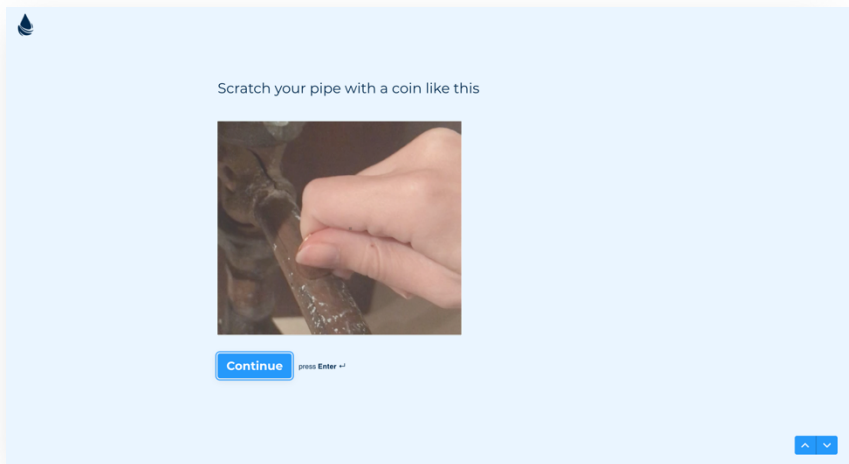 Scratch your pipe with a coin like this
Continue
press Enter ↵